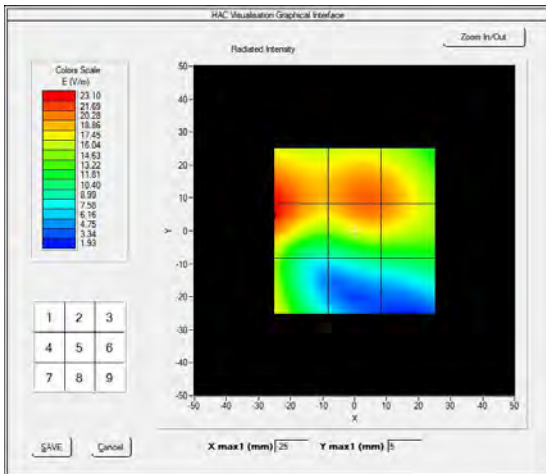 HAC Visualisation Graphical Interface
Zoom In/Out
Radiated Intensity
Colors Scale
E (V/m)
23.10
21.69
20.28
18.86
17.45
16.04
14.63
13.22
11.81
10.40
8.99
7.58
6.16
4.75
3.34
1.93
50
40
30
20
10
0
-10
-20
-30
-40
-50
Y
-50 -40 -30 -20 -10 0 10 20 30 40 50
X
1 2 3
4 5 6
7 8 9
SAVE Cancel
X max1 (mm) -25 Y max1 (mm) 5